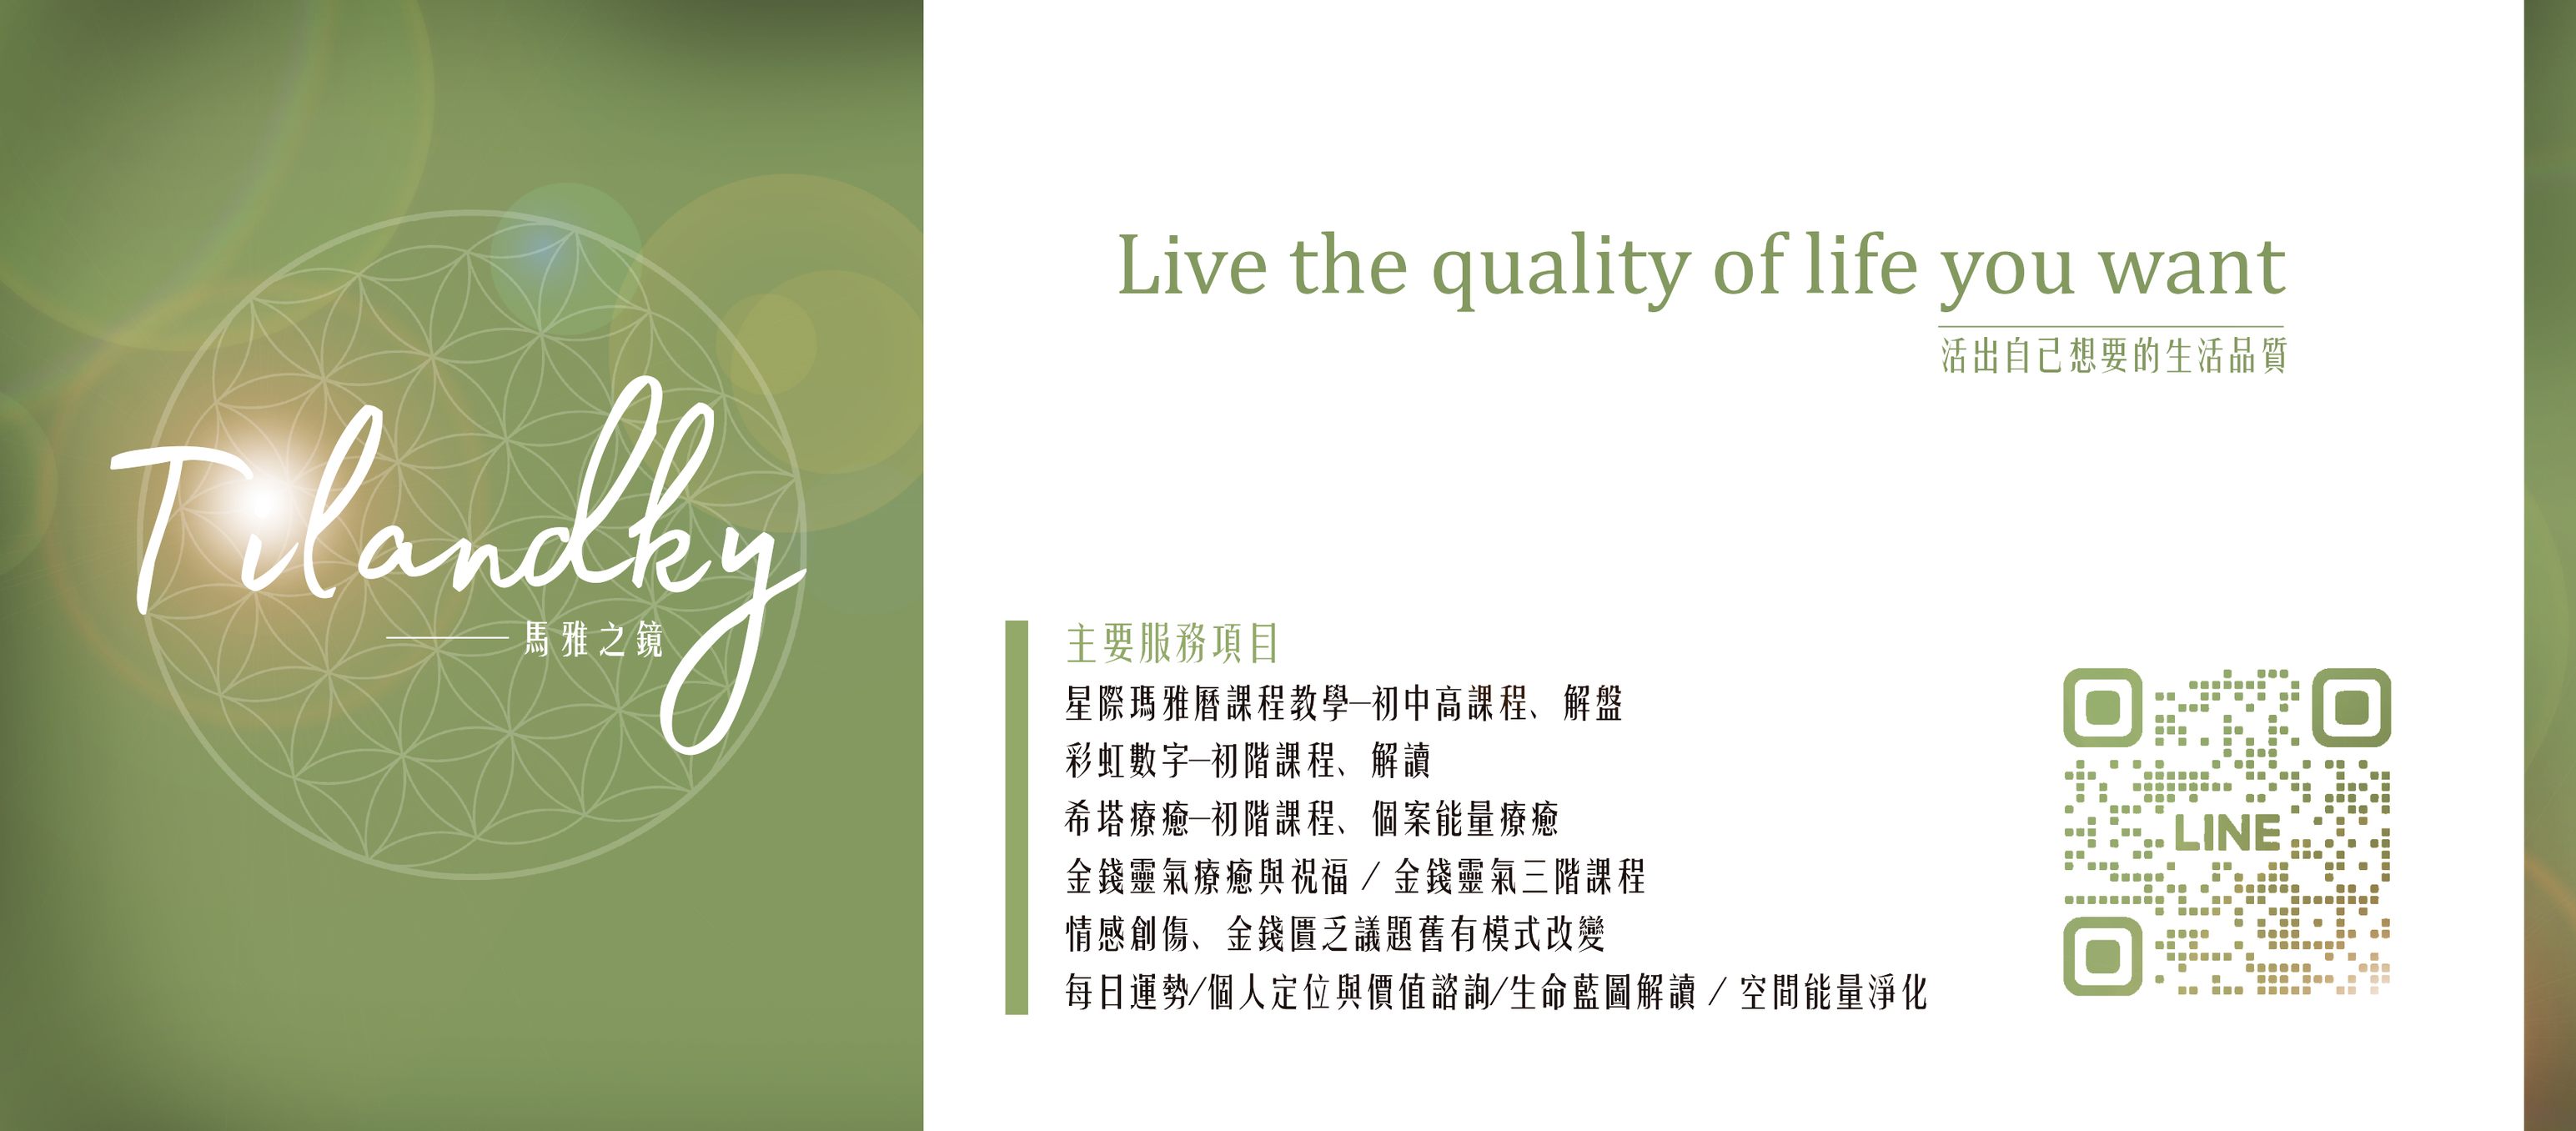 Tilandky
馬雅之鏡
Live the quality of life you want
活出自己想要的生活品質
主要服務項目
星際瑪雅曆課程教學—初中高課程、解盤
彩虹數字—初階課程、解讀
希塔療癒—初階課程、個案能量療癒
金錢靈氣療癒與祝福 / 金錢靈氣三階課程
情感創傷、金錢匱乏議題舊有模式改變
每日運勢/個人定位與價值諮詢/生命藍圖解讀 / 空間能量淨化
LINE